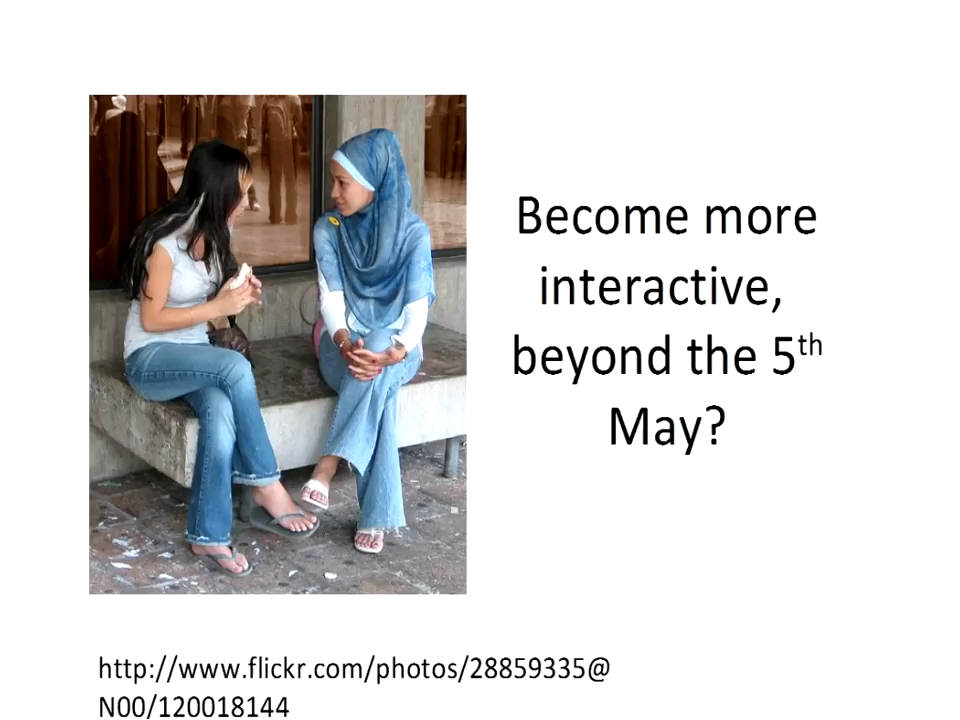 Become more
interactive,
beyond the 5th
May?
http://www.flickr.com/photos/28859335@
N00/120018144